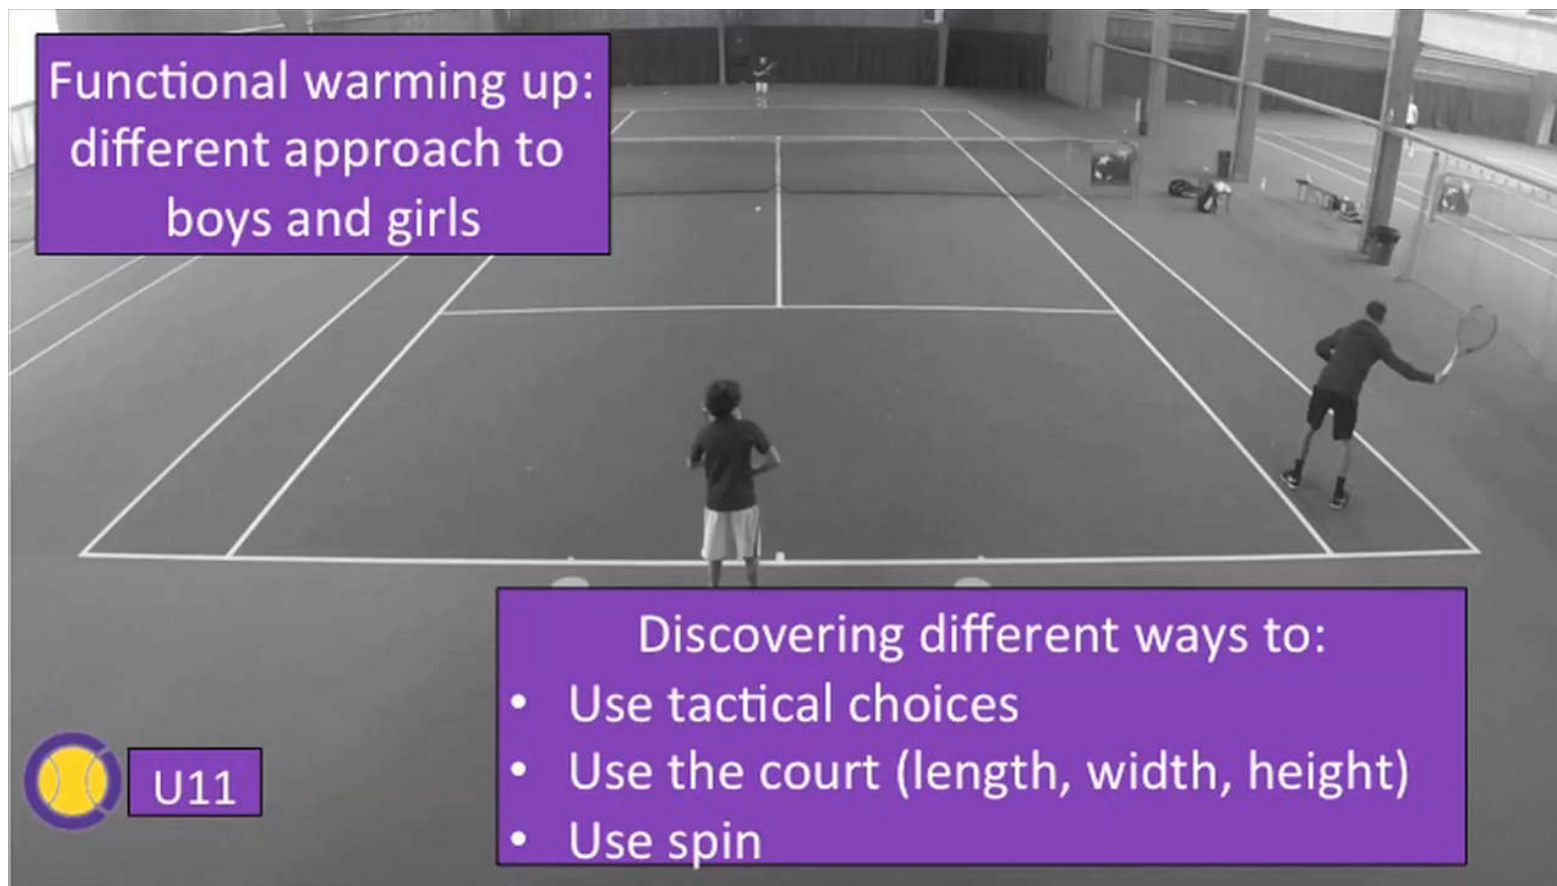 Functional warming up:
different approach to
boys and girls
Discovering different ways to:
• Use tactical choices
• Use the court (length, width, height)
• Use spin
U11